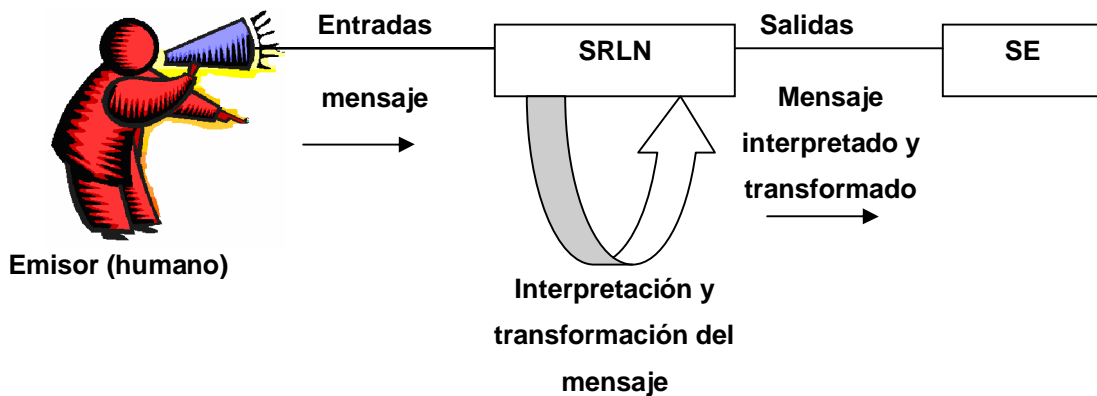 Entradas
mensaje
Emisor (humano)
SRLN
Interpretación y
transformación del
mensaje
Salidas
Mensaje
interpretado y
transformado
SE